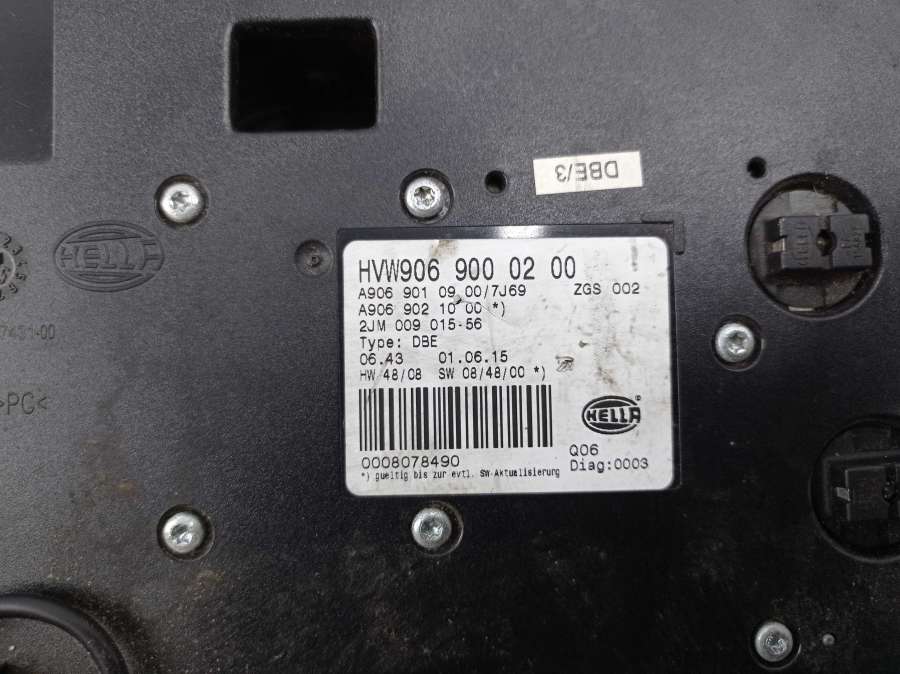 DBE/3
HELLA
HVW906 900 02 00
A906 901 09 00/7J69 ZGS 002
A906 902 10 00 *)
2JM 009 015-56
Type: DBE
06.43 01.06.15
HW 48/08 SW 08/48/00 *)
HELLA
0008078490
Q06
*) gueltig bis zur evtl. SW-Aktualisierung
Diag:0003
>PC<